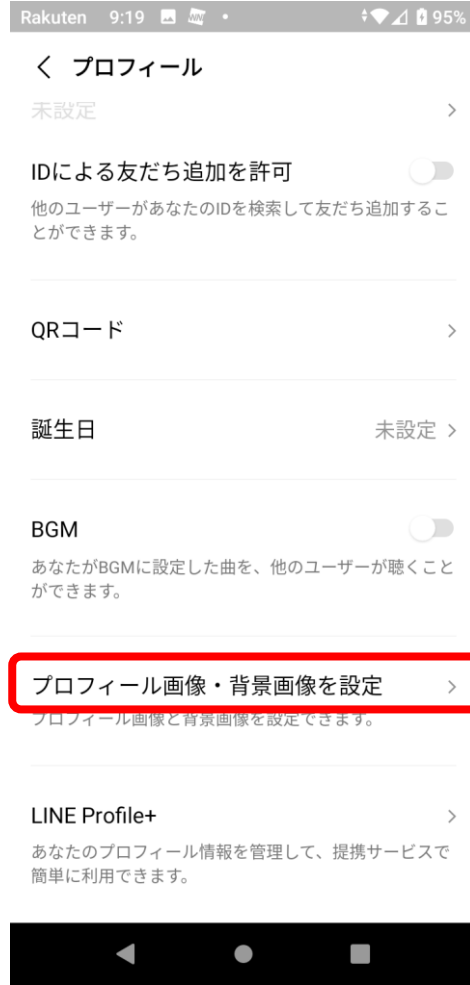 Rakuten 9:19 95%
プロフィール
未設定
IDによる友だち追加を許可
他のユーザーがあなたのIDを検索して友だち追加するこ
とができます。
QRコード
誕生日 未設定
BGM
あなたがBGMに設定した曲を、他のユーザーが聴くこと
ができます。
プロフィール画像・背景画像を設定
プロフィール画像と背景画像を設定できます。
LINE Profile+
あなたのプロフィール情報を管理して、提携サービスで
簡単に利用できます。